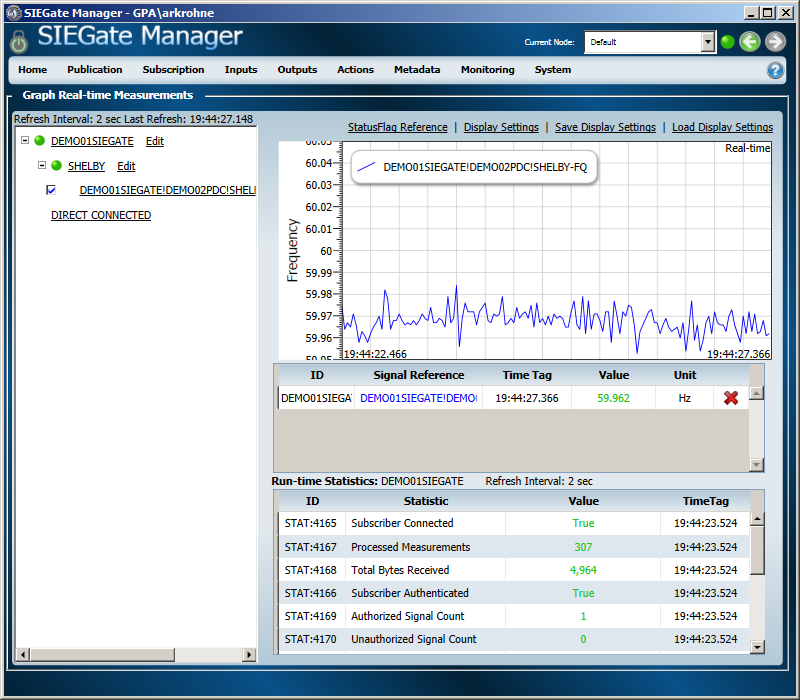 SIEGate Manager - GPA\arkrohne
SIEGate Manager
Current Node: Default
Home Publication Subscription Inputs Outputs Actions Metadata Monitoring System
Graph Real-time Measurements
Refresh Interval: 2 sec Last Refresh: 19:44:27.148
DEMO01SIEGATE Edit
SHELBY Edit
DEMO01SIEGATE!DEMO02PDC!SHELI
DIRECT CONNECTED
StatusFlag Reference | Display Settings | Save Display Settings | Load Display Settings
Real-time
DEMO01SIEGATE!DEMO02PDC!SHELBY-FQ
Frequency
60.05
60.04
60.03
60.02
60.01
60
59.99
59.98
59.97
59.96
59.95
19:44:22.466 19:44:27.366
ID Signal Reference Time Tag Value Unit
DEMO01SIEGAT DEMO01SIEGATE!DEMO( 19:44:27.366 59.962 Hz
Run-time Statistics: DEMO01SIEGATE Refresh Interval: 2 sec
ID Statistic Value TimeTag
STAT:4165 Subscriber Connected True 19:44:23.524
STAT:4167 Processed Measurements 307 19:44:23.524
STAT:4168 Total Bytes Received 4,964 19:44:23.524
STAT:4166 Subscriber Authenticated True 19:44:23.524
STAT:4169 Authorized Signal Count 1 19:44:23.524
STAT:4170 Unauthorized Signal Count 0 19:44:23.524